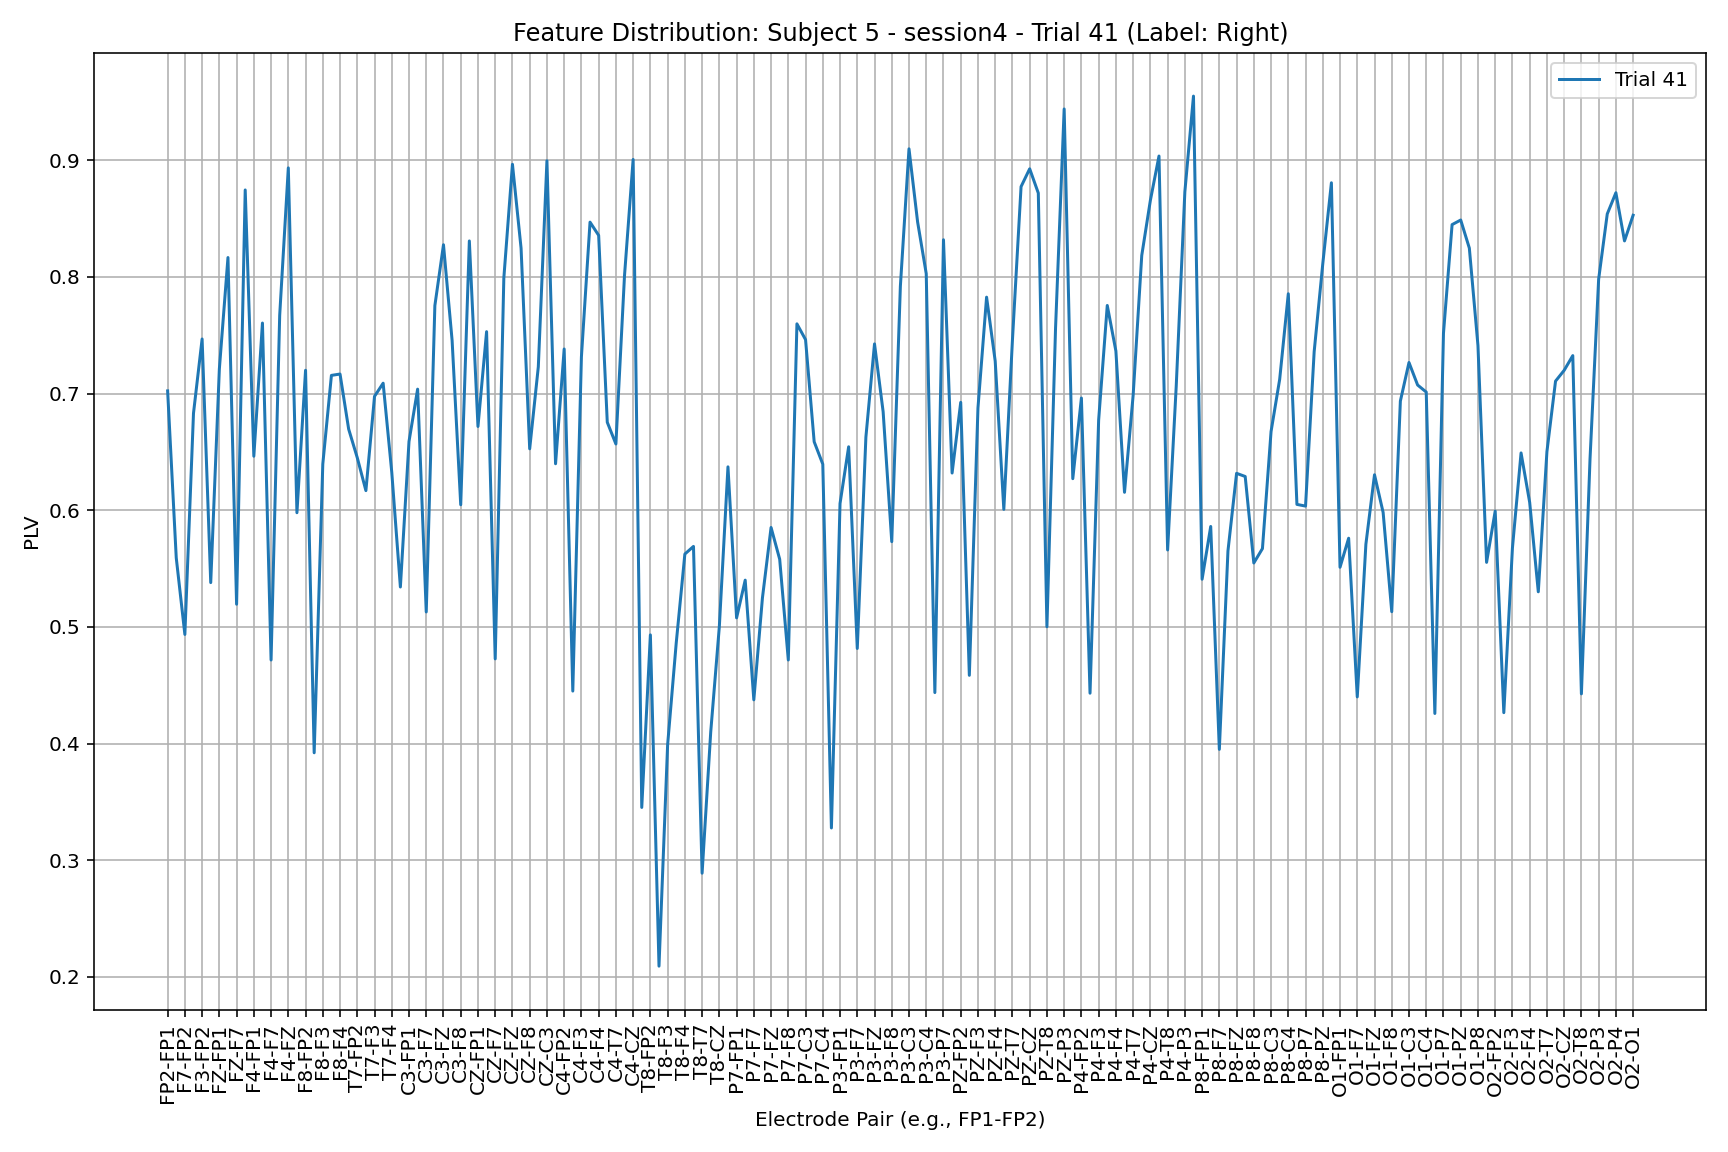 Feature Distribution: Subject 5 - session4 - Trial 41 (Label: Right)
Trial 41
PLV
0.9
0.8
0.7
0.6
0.5
0.4
0.3
0.2
FP2-FP1
F7-FP2
F3-FP2
FZ-FP1
FZ-F7
F4-FP1
F4-F7
F4-FZ
F8-FP2
F8-F3
F8-F4
T7-FP2
T7-F3
T7-F4
C3-FP1
C3-F7
C3-FZ
C3-F8
CZ-FP1
CZ-F7
CZ-FZ
CZ-F8
CZ-C3
C4-FP2
C4-F3
C4-F4
C4-T7
C4-CZ
T8-FP2
T8-F3
T8-F4
T8-T7
T8-CZ
P7-FP1
P7-F7
P7-FZ
P7-F8
P7-C3
P7-C4
P3-FP1
P3-F7
P3-FZ
P3-F8
P3-C3
P3-C4
P3-P7
PZ-FP2
PZ-F3
PZ-F4
PZ-T7
PZ-CZ
PZ-T8
PZ-P3
P4-FP2
P4-F3
P4-F4
P4-T7
P4-CZ
P4-T8
P4-P3
P8-FP1
P8-F7
P8-FZ
P8-F8
P8-C3
P8-C4
P8-P7
P8-PZ
O1-FP1
O1-F7
O1-FZ
O1-F8
O1-C3
O1-C4
O1-P7
O1-PZ
O1-P8
O2-FP2
O2-F3
O2-F4
O2-T7
O2-CZ
O2-T8
O2-P3
O2-P4
O2-O1
Electrode Pair (e.g., FP1-FP2)